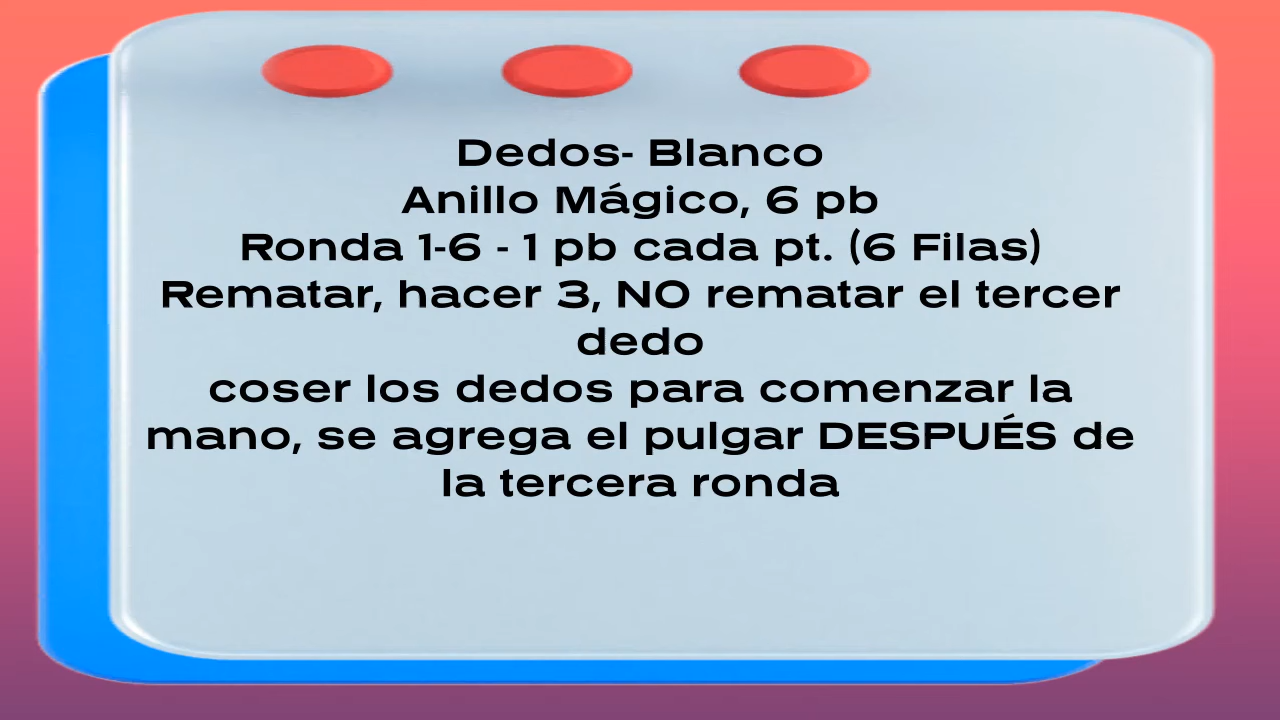 Dedos- Blanco
Anillo Mágico, 6 pb
Ronda 1-6 - 1 pb cada pt. (6 Filas)
Rematar, hacer 3, NO rematar el tercer
dedo
coser los dedos para comenzar la
mano, se agrega el pulgar DESPUÉS de
la tercera ronda